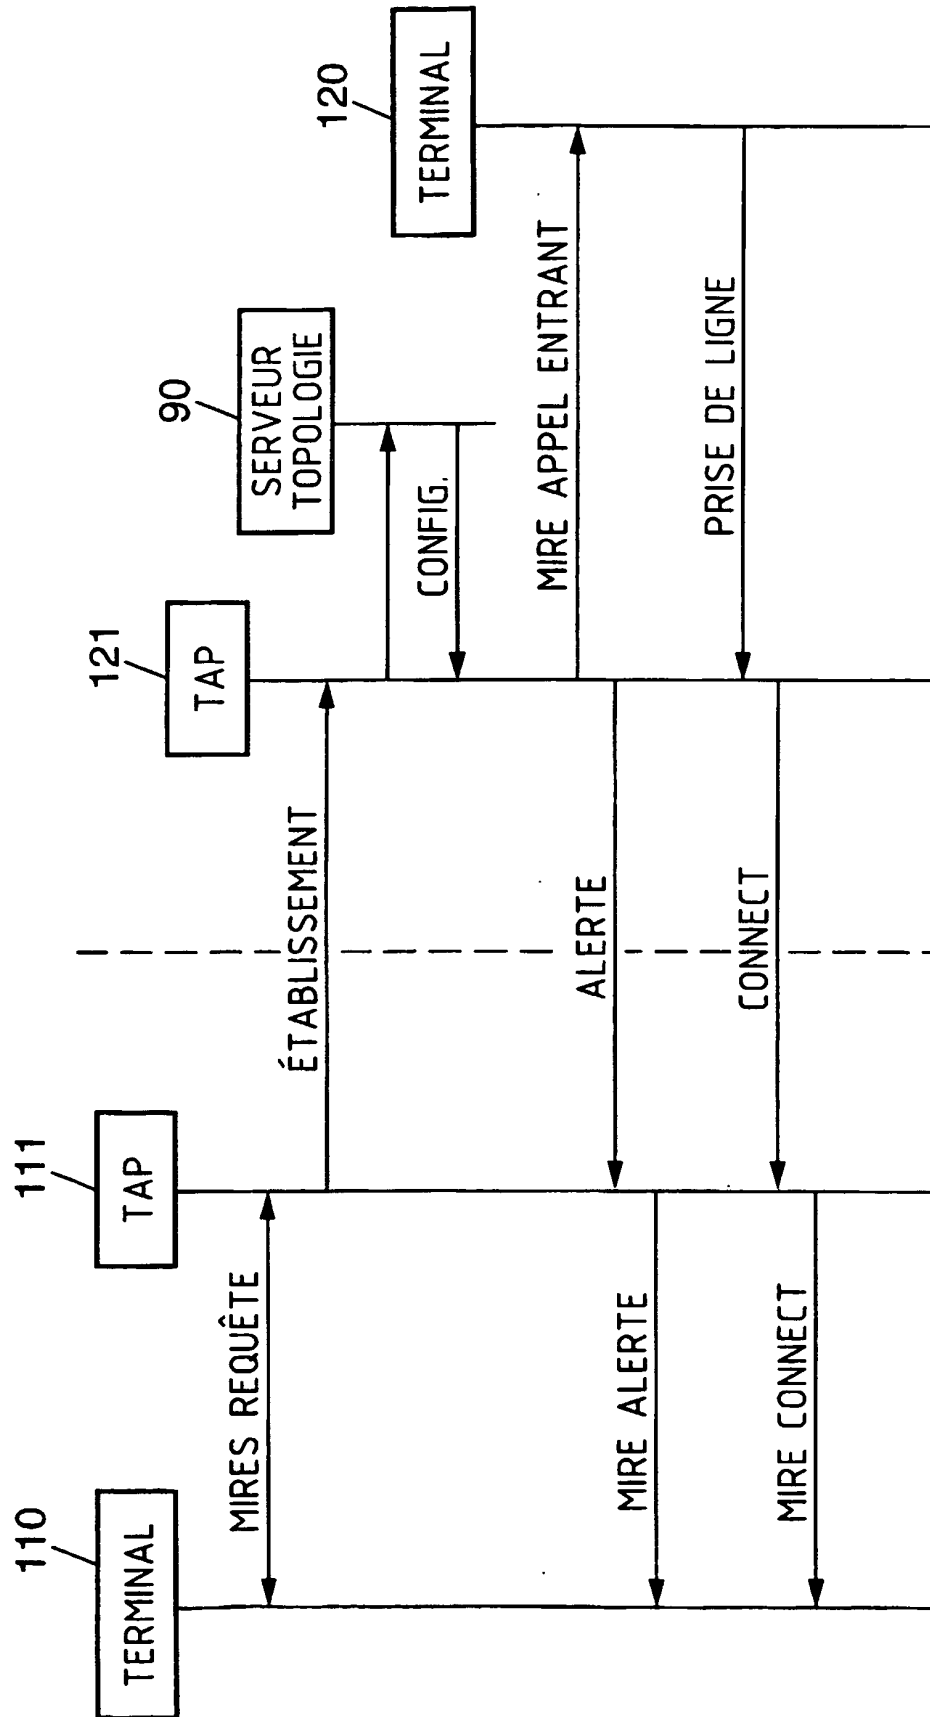 110
TERMINAL
111
TAP
121
TAP
90
SERVEUR
TOPOLOGIE
120
TERMINAL
MIRES REQUÊTE
ÉTABLISSEMENT
CONFIG.
MIRE APPEL ENTRANT
ALERTE
MIRE ALERTE
PRISE DE LIGNE
CONNECT
MIRE CONNECT